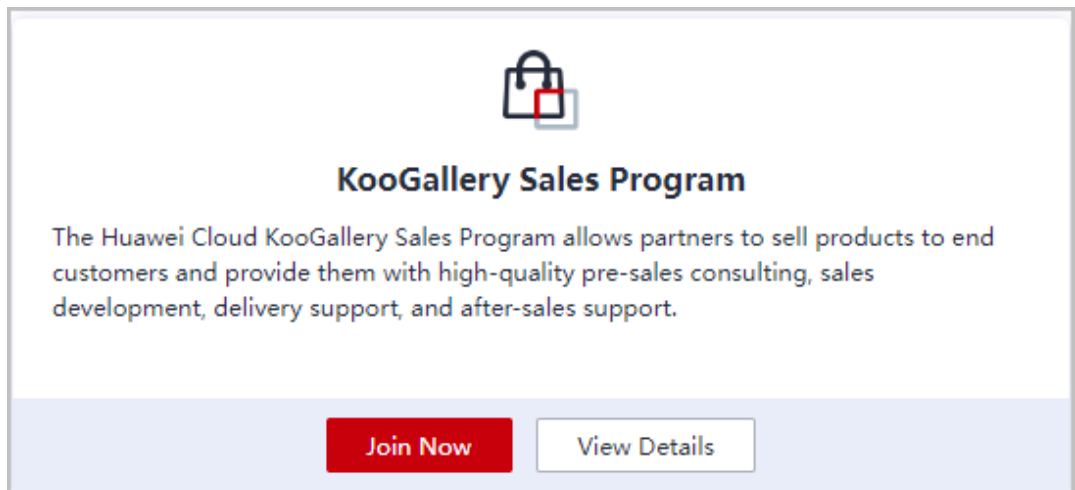 KooGallery Sales Program
The Huawei Cloud KooGallery Sales Program allows partners to sell products to end
customers and provide them with high-quality pre-sales consulting, sales
development, delivery support, and after-sales support.
Join Now
View Details